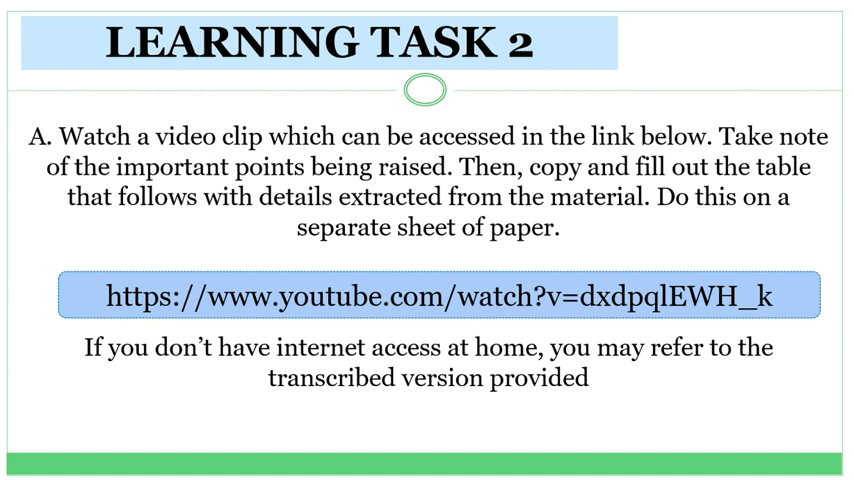 LEARNING TASK 2
A. Watch a video clip which can be accessed in the link below. Take note
of the important points being raised. Then, copy and fill out the table
that follows with details extracted from the material. Do this on a
separate sheet of paper.
https://www.youtube.com/watch?v=dxdpqlEWH_k
If you don’t have internet access at home, you may refer to the
transcribed version provided